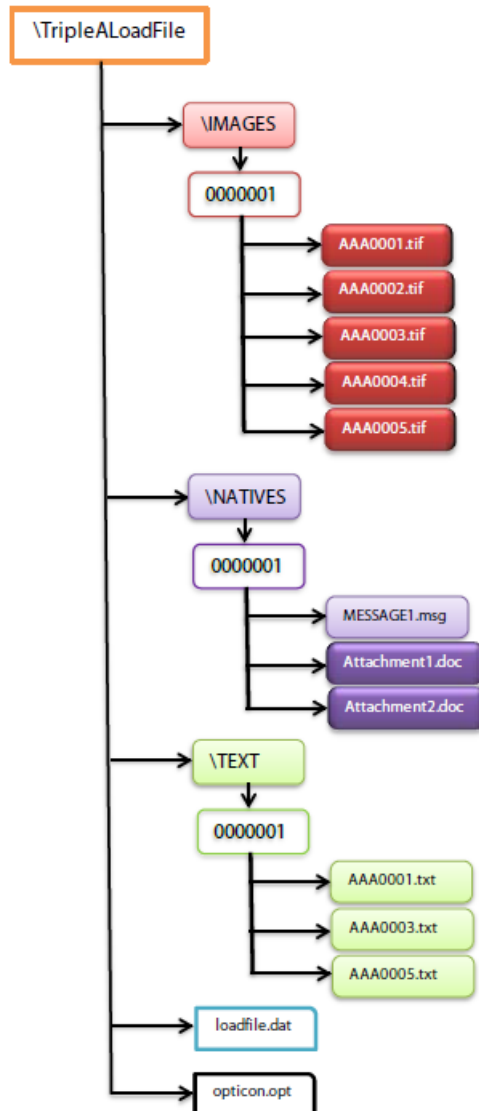 \TripleALoadFile
\IMAGES
0000001
AAA0001.tif
AAA0002.tif
AAA0003.tif
AAA0004.tif
AAA0005.tif
\NATIVES
0000001
MESSAGE1.msg
Attachment1.doc
Attachment2.doc
\TEXT
0000001
AAA0001.txt
AAA0003.txt
AAA0005.txt
loadfile.dat
opticon.opt